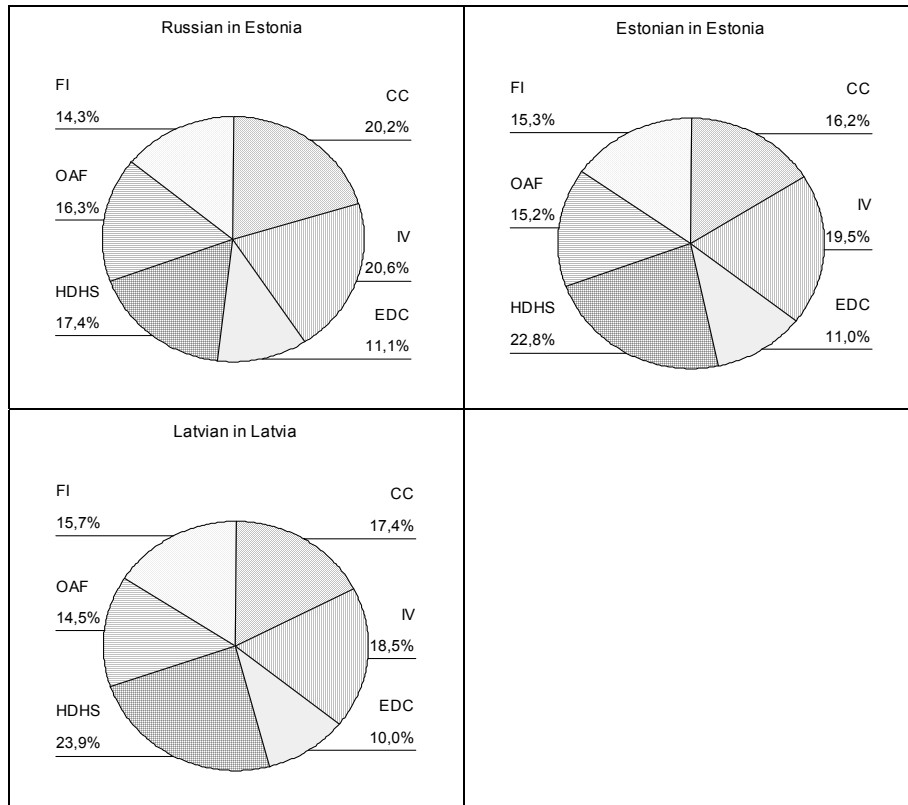 Russian in Estonia
FI
14,3%
CC
20,2%
OAF
16,3%
IV
20,6%
HDHS
17,4%
EDC
11,1%
Estonian in Estonia
FI
15,3%
CC
16,2%
OAF
15,2%
IV
19,5%
HDHS
22,8%
EDC
11,0%
Latvian in Latvia
FI
15,7%
CC
17,4%
OAF
14,5%
IV
18,5%
HDHS
23,9%
EDC
10,0%